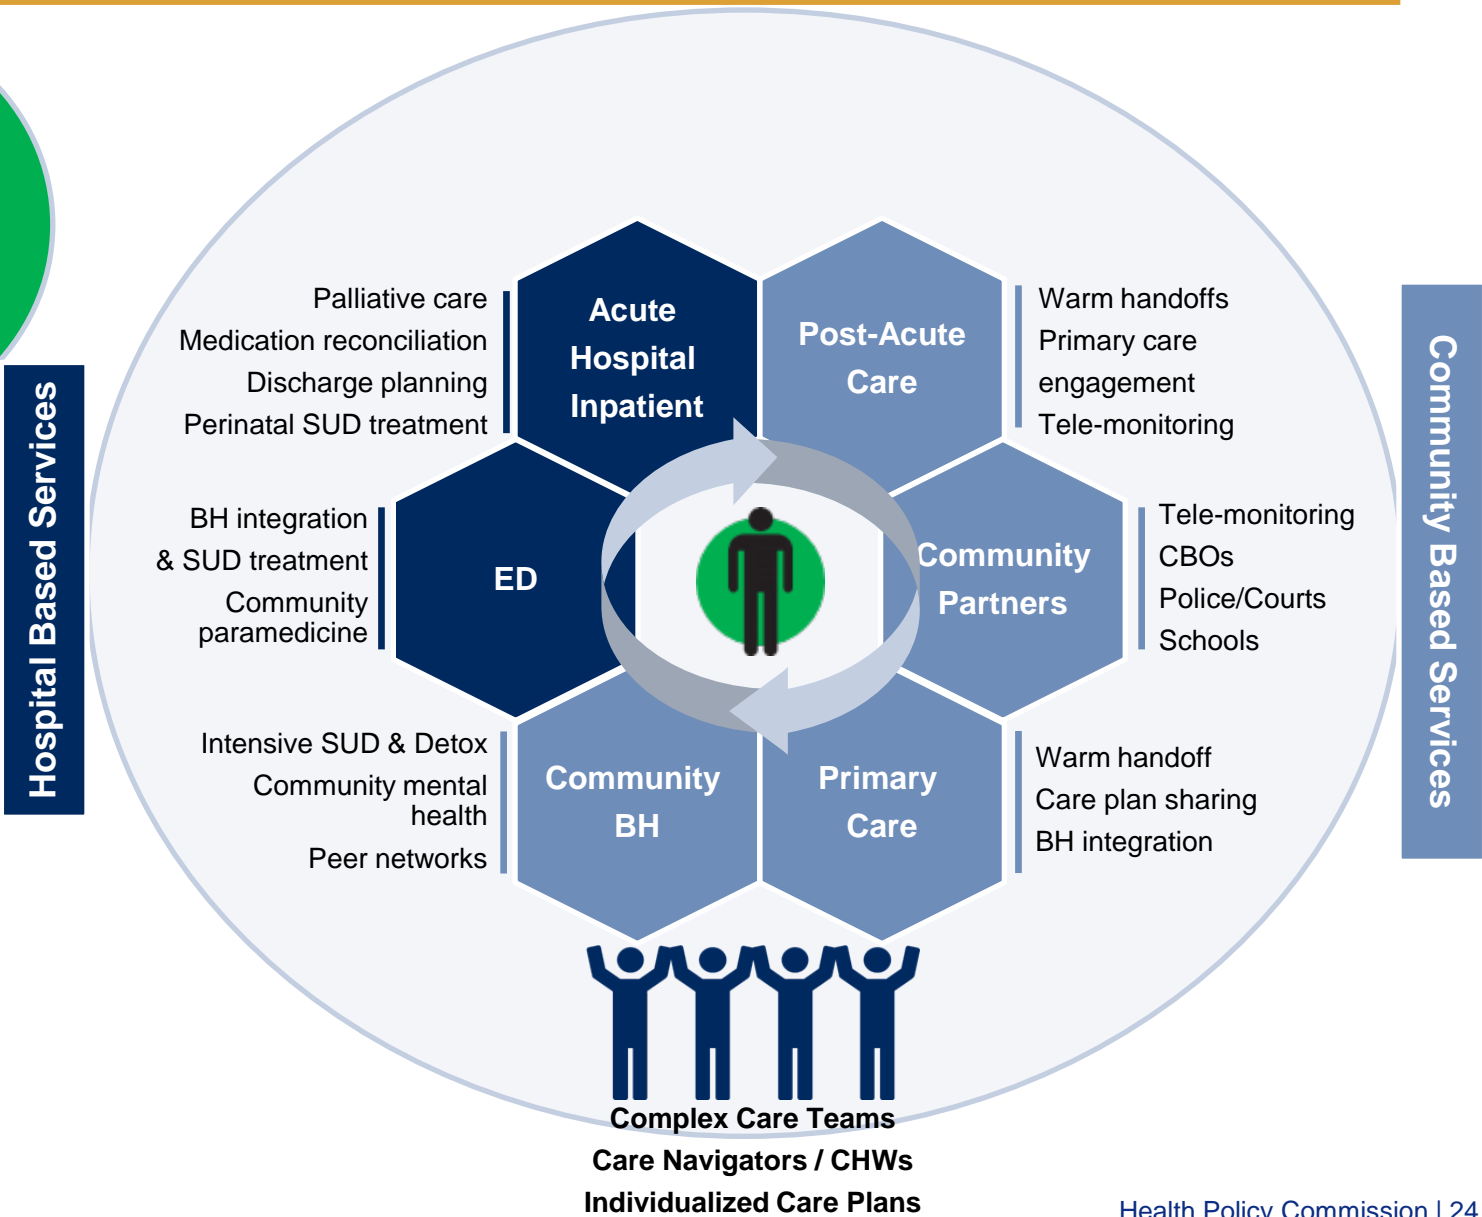 Hospital Based Services
Palliative care
Medication reconciliation
Discharge planning
Perinatal SUD treatment
Acute
Hospital
Inpatient
Post-Acute
Care
Warm handoffs
Primary care
engagement
Tele-monitoring
BH integration
& SUD treatment
Community
paramedicine
ED
Community
Partners
Tele-monitoring
CBOs
Police/Courts
Schools
Intensive SUD & Detox
Community mental
health
Peer networks
Community
BH
Primary
Care
Warm handoff
Care plan sharing
BH integration
Community Based Services
Complex Care Teams
Care Navigators / CHWs
Individualized Care Plans
Health Policy Commission | 24